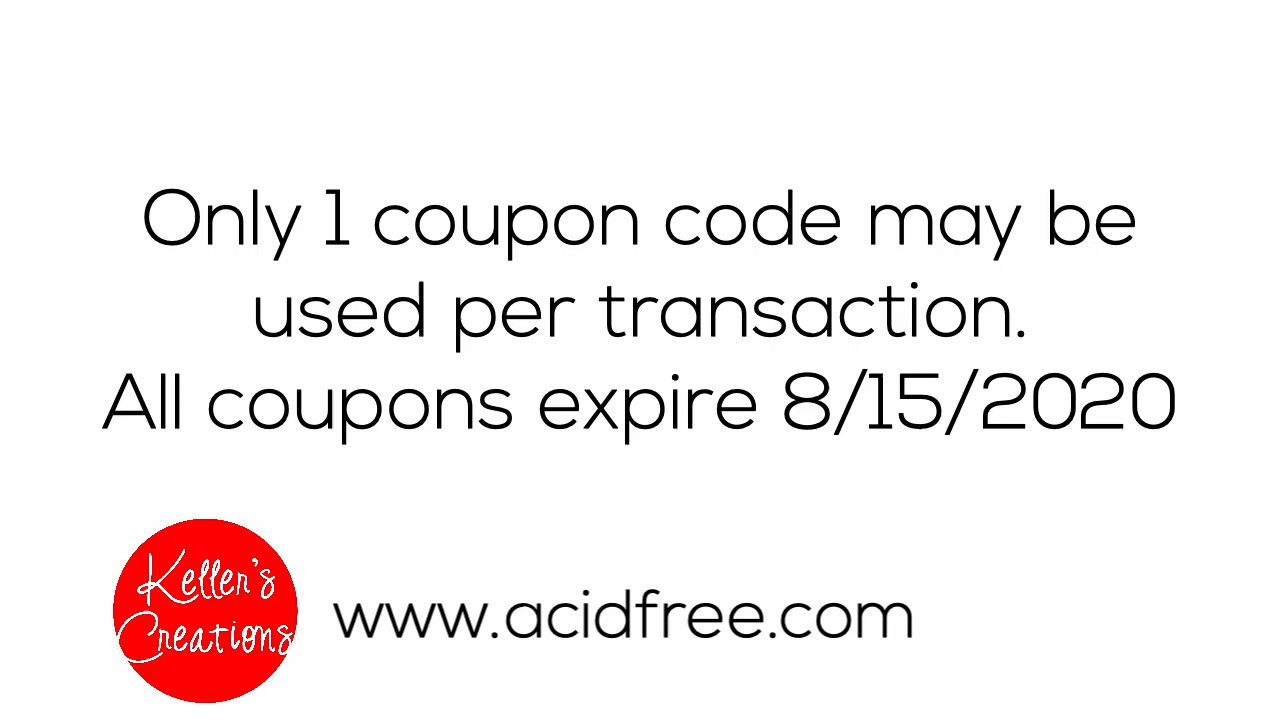 Only 1 coupon code may be
used per transaction.
All coupons expire 8/15/2020
Keller's
Creations
www.acidfree.com